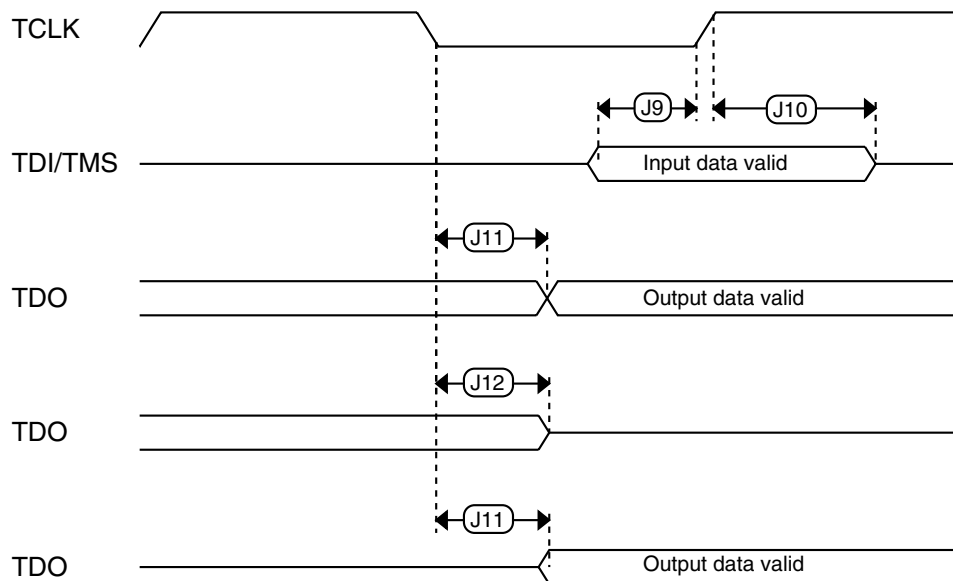 TCLK
J9
J10
TDI/TMS
Input data valid
J11
TDO
Output data valid
J12
TDO
J11
TDO
Output data valid